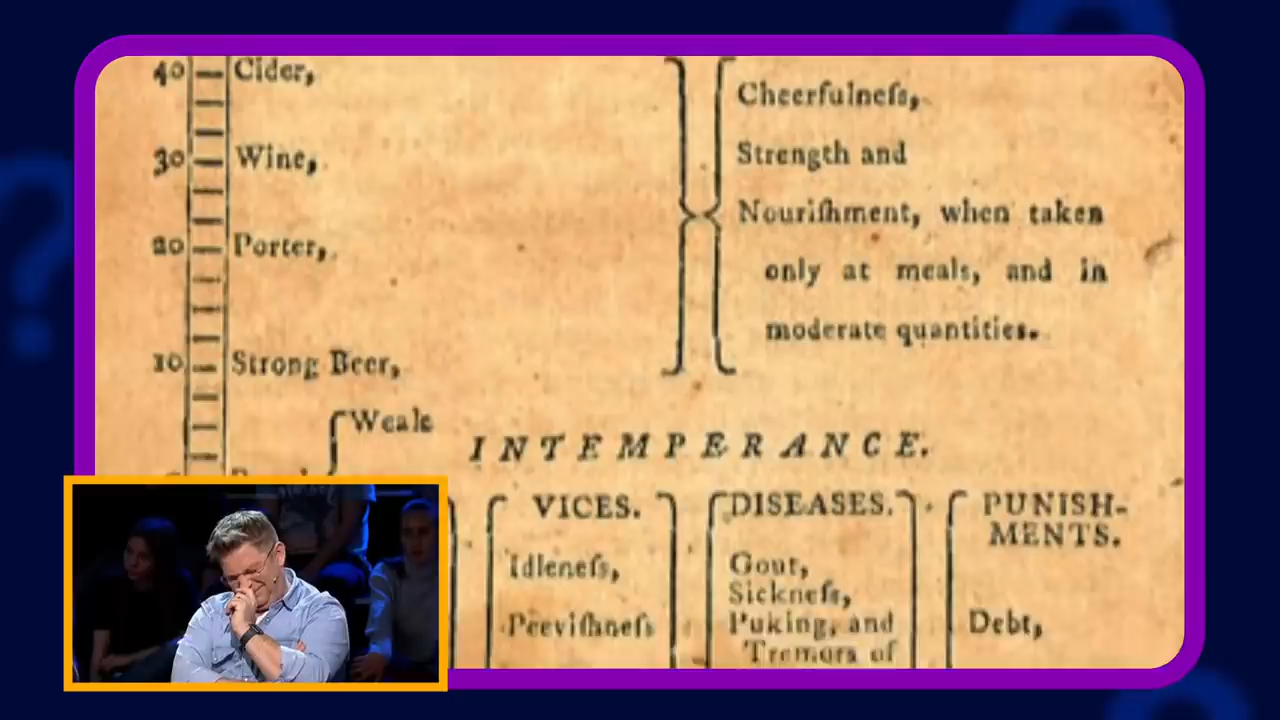 40 Cider,
30 Wine,
20 Porter,
10 Strong Beer,
Weak
Cheerfulneſs,
Strength and
Nouriſhment, when taken
only at meals, and in
moderate quantities.
INTEMPERANCE.
VICES.
Idleneſs,
Peeviſhneſs
DISEASES.
Gout,
Sickneſs,
Puking, and
Tremors of
PUNISH-
MENTS.
Debt,